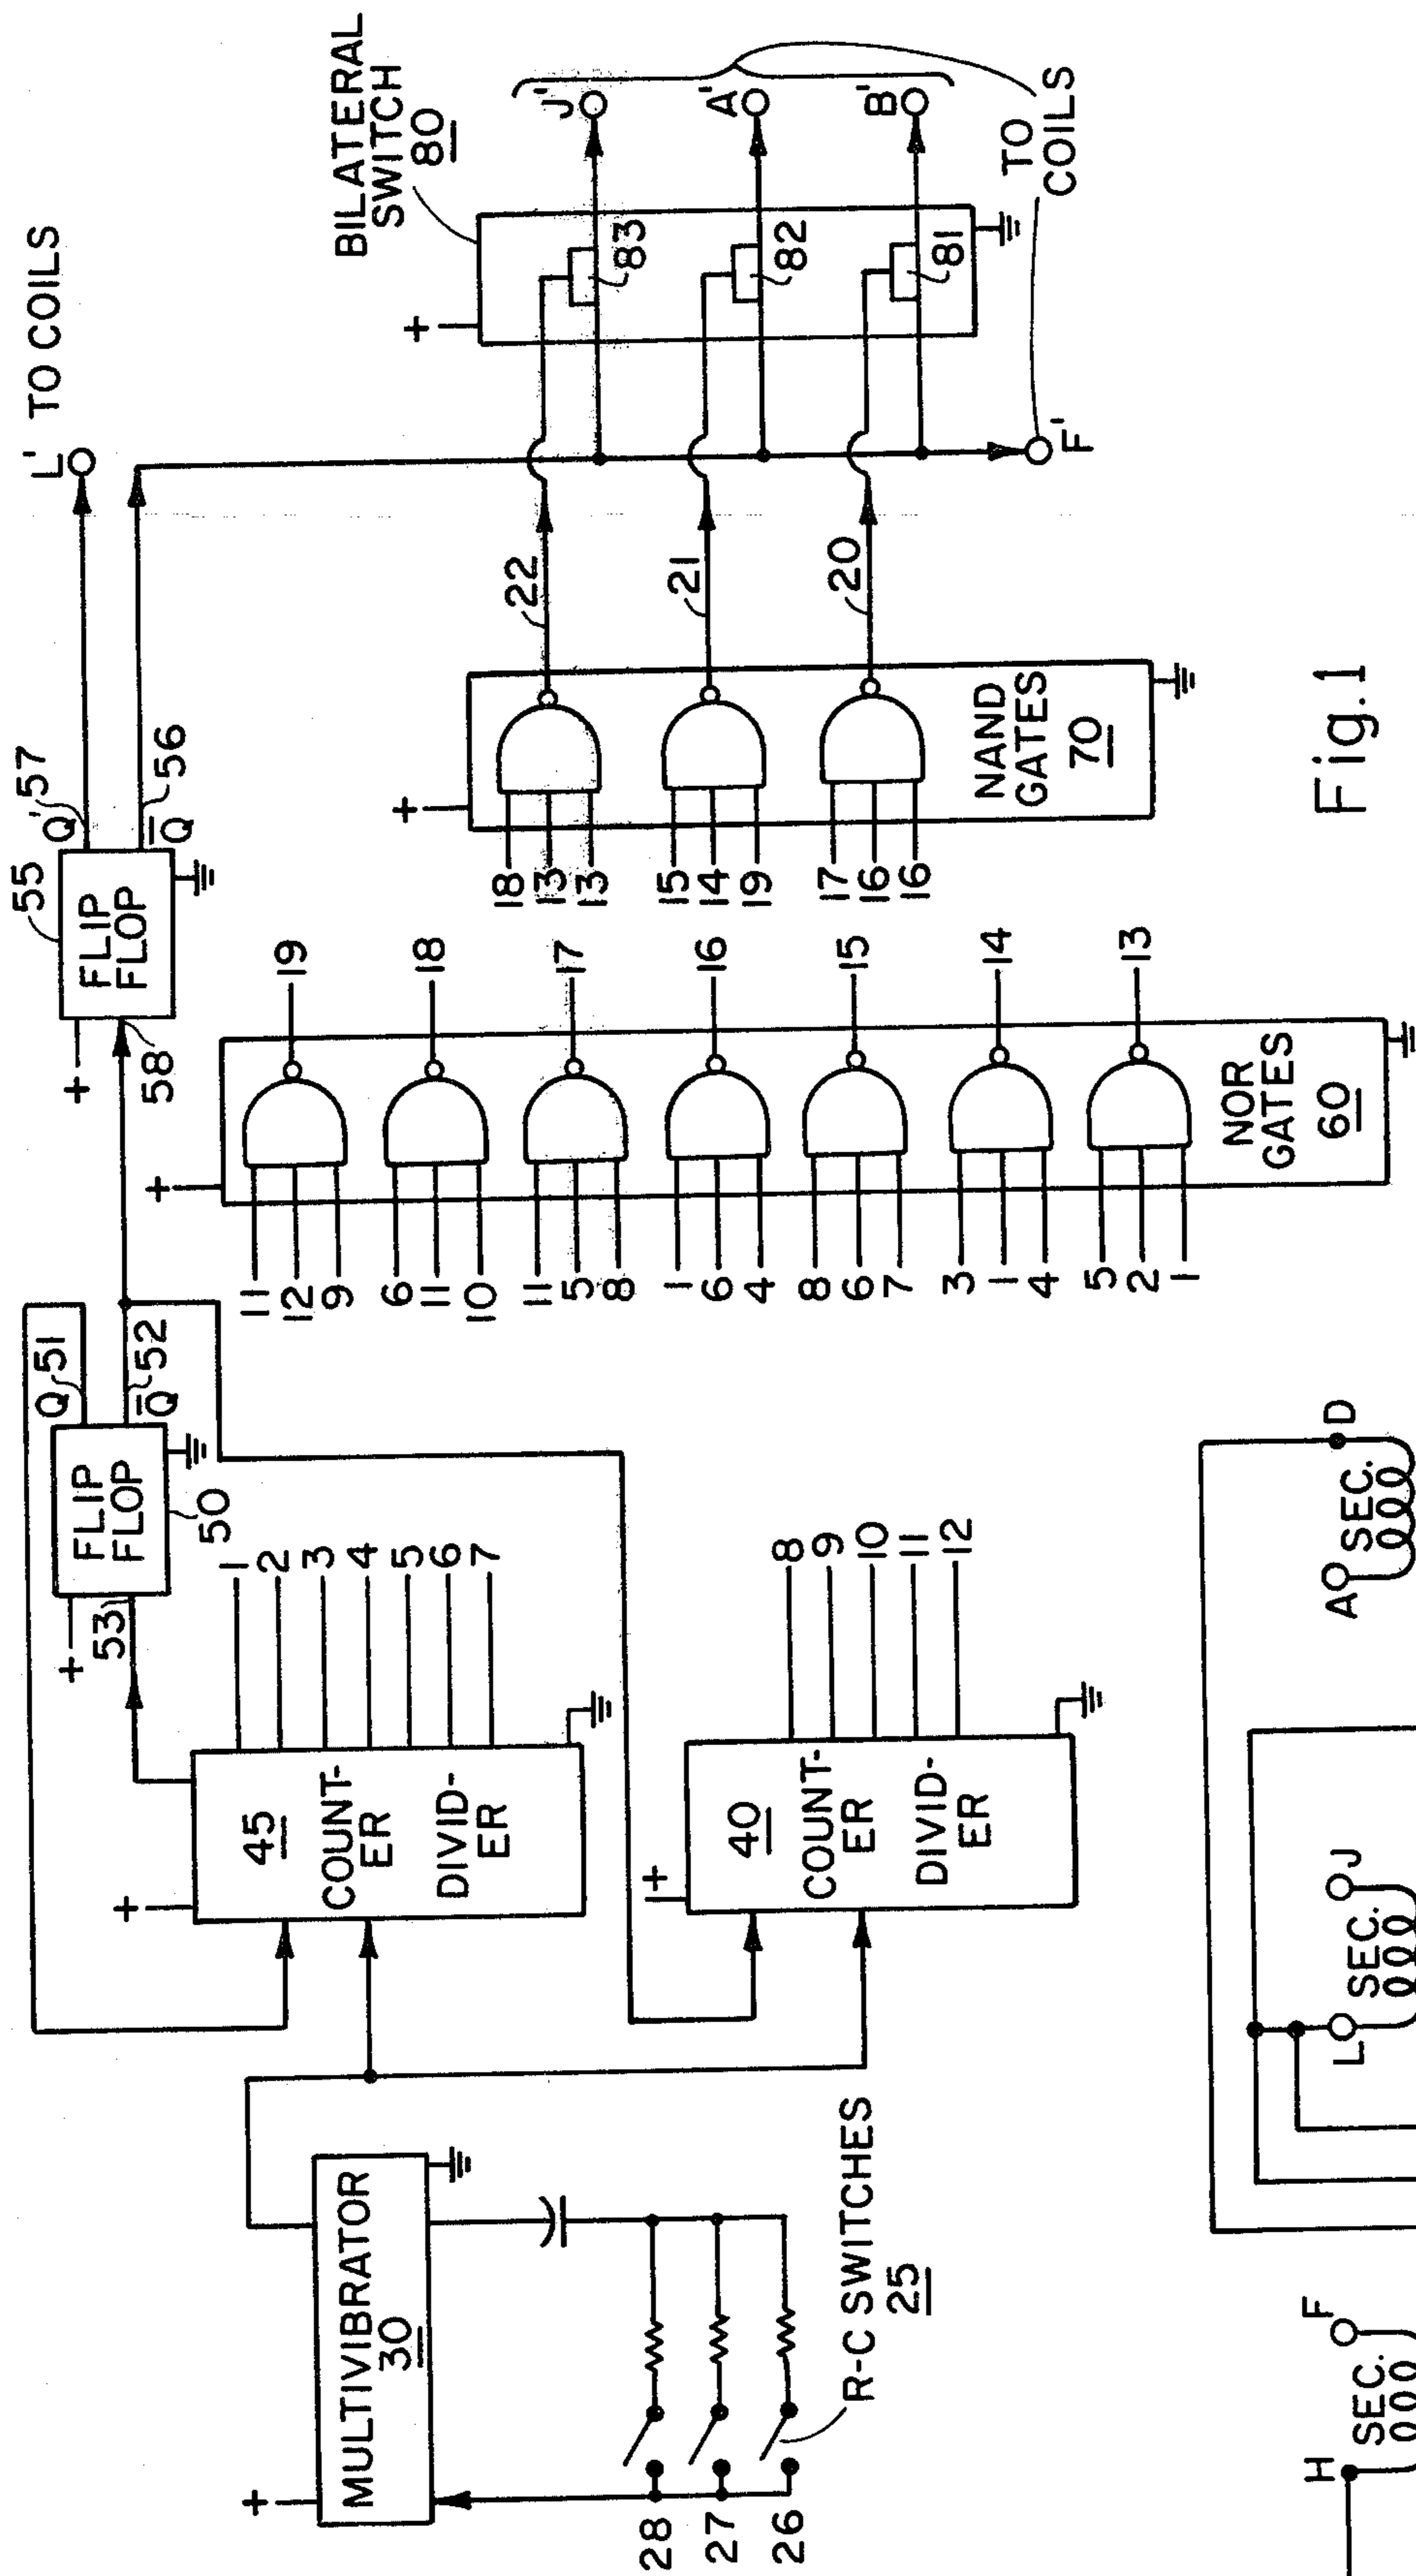 L' TO COILS
BILATERAL
SWITCH
80
55
Q' 57
Q̅ 56
FLIP
FLOP
+
58
Q 51
Q̅ 52
FLIP
FLOP
50
+
53
+
45
COUNT-
ER
DIVID-
ER
1
2
3
4
5
6
7
+
40
COUNT-
ER
DIVID-
ER
8
9
10
11
12
+
MULTIVIBRATOR
30
28
27
26
R-C SWITCHES
25
+
11
12
9
19
6
11
10
18
11
5
8
17
1
6
4
16
8
6
7
15
3
1
4
14
5
2
1
13
NOR
GATES
60
+
18
13
13
22
15
14
19
21
17
16
16
20
NAND
GATES
70
+
83
82
81
J'
A'
B'
TO
COILS
F'
Fig. 1
H
SEC.
F
L
SEC.
J
A
SEC.
D